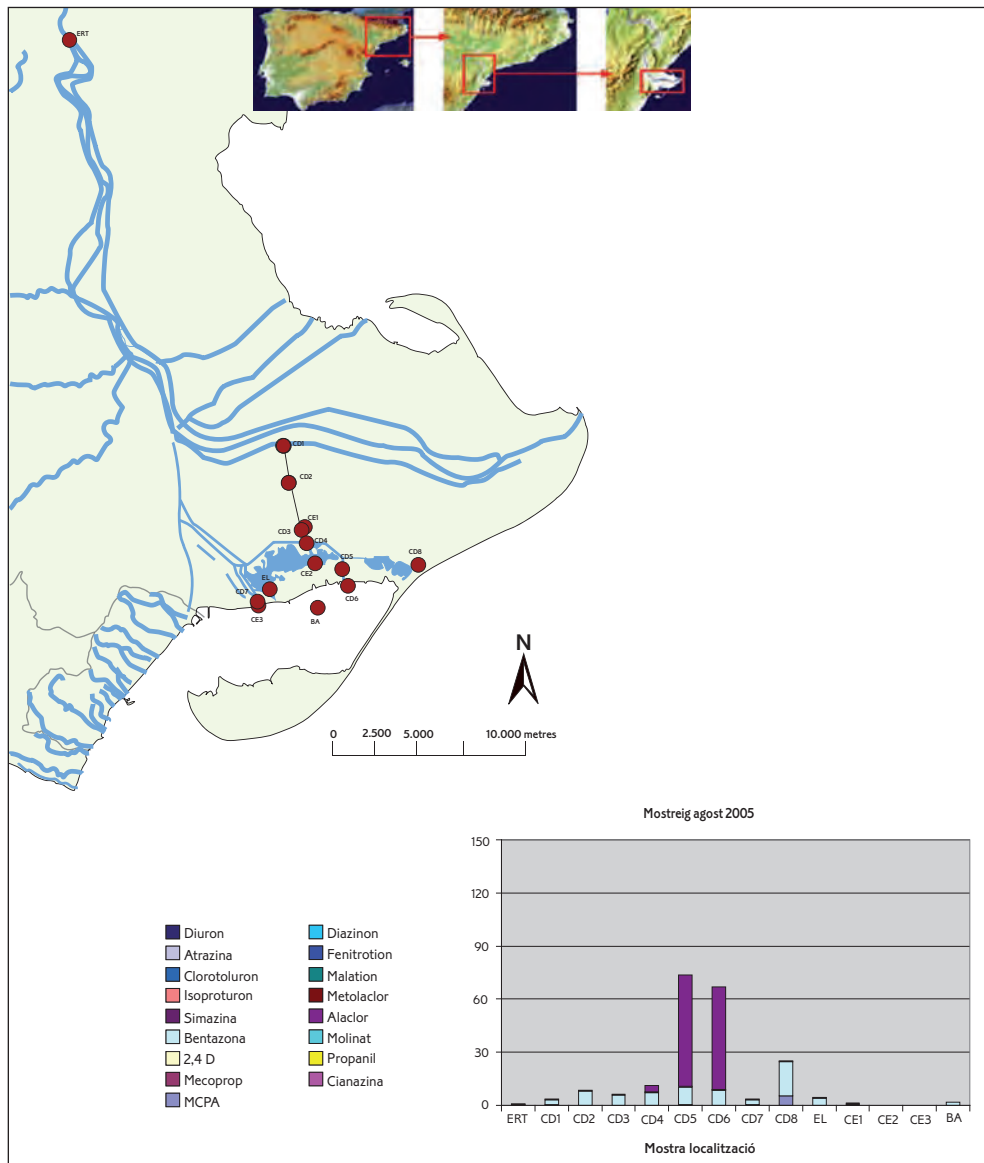 ERT
CD1
CD2
CE1
CD3
CD4
CE2
CD5
CD8
EL
CD6
CD7
CE3
BA
N
0 2.500 5.000 10.000 metres
Mostreig agost 2005
150
120
90
60
30
0
ERT CD1 CD2 CD3 CD4 CD5 CD6 CD7 CD8 EL CE1 CE2 CE3 BA
Mostra localització
Diuron
Atrazina
Clorotoluron
Isoproturon
Simazina
Bentazona
2,4 D
Mecoprop
MCPA
Diazinon
Fenitrotion
Malation
Metolaclor
Alaclor
Molinat
Propanil
Cianazina